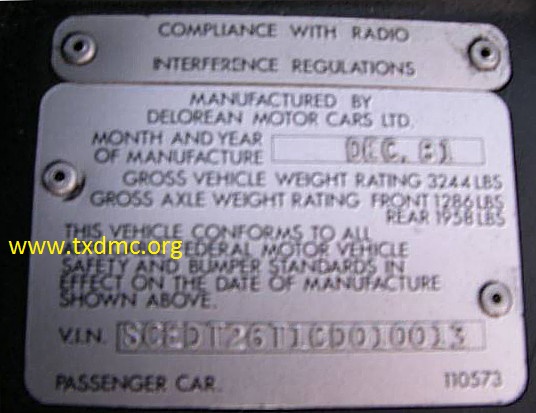 COMPLIANCE WITH RADIO
INTERFERENCE REGULATIONS
MANUFACTURED BY
DELOREAN MOTOR CARS LTD.
MONTH AND YEAR
OF MANUFACTURE DEC. 81
GROSS VEHICLE WEIGHT RATING 3244 LBS
GROSS AXLE WEIGHT RATING FRONT 1286 LBS
REAR 1958 LBS
THIS VEHICLE CONFORMS TO ALL
www.txdmc.org FEDERAL MOTOR VEHICLE
SAFETY AND BUMPER STANDARDS IN
EFFECT ON THE DATE OF MANUFACTURE
SHOWN ABOVE.
V.I.N. SCEDT26T1CD010013
PASSENGER CAR. 110573